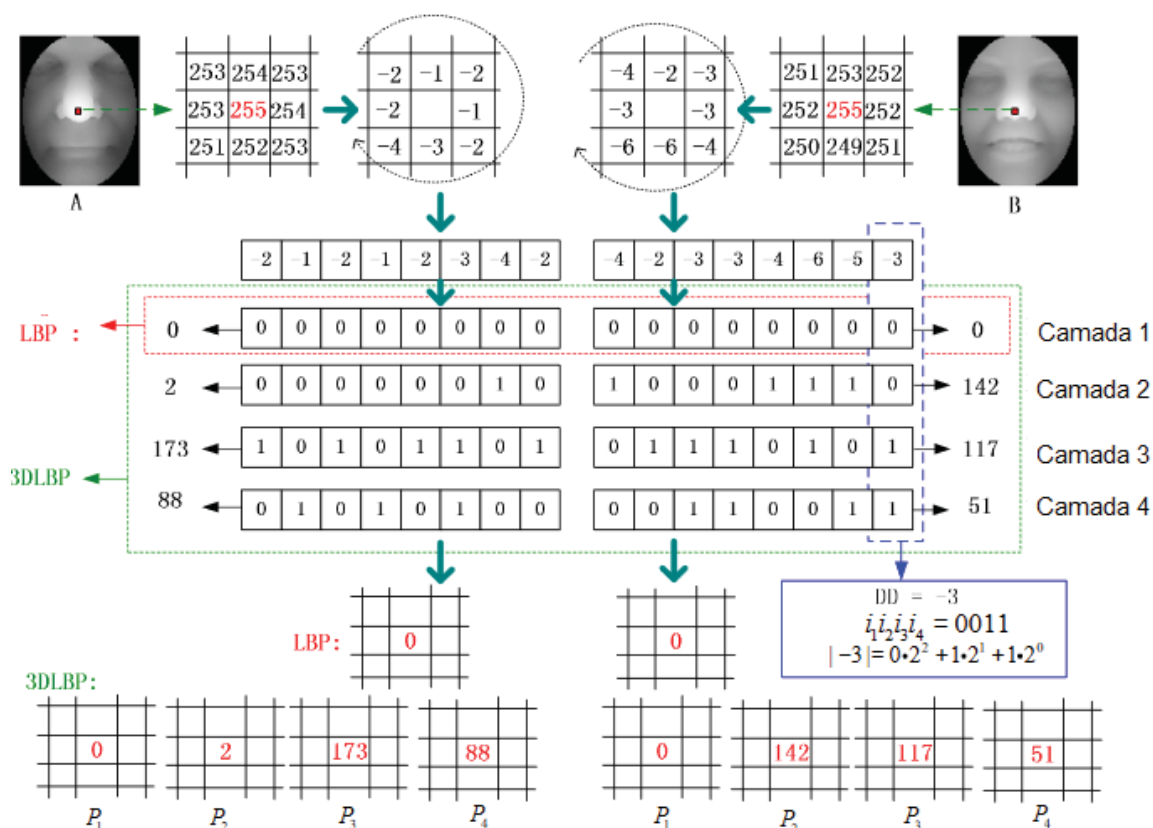 253 254 253 -2 -1 -2 -4 -2 -3 251 253 252
253 255 254 -2 -1 -3 -3 252 255 252
251 252 253 -4 -3 -2 -6 -6 -4 250 249 251
A B
-2 -1 -2 -1 -2 -3 -4 -2 -4 -2 -3 -3 -4 -6 -5 -3
LBP : 0 0 0 0 0 0 0 0 0 0 0 0 0 0 0 0 0 0 Camada 1
2 0 0 0 0 0 0 1 0 1 0 0 0 1 1 1 0 142 Camada 2
173 1 0 1 0 1 1 0 1 0 1 1 1 0 1 0 1 117 Camada 3
3DLBP
88 0 1 0 1 0 1 0 0 0 0 1 1 0 0 1 1 51 Camada 4
DD = -3
i₁i₂i₃i₄ = 0011
|-3| = 0•2² + 1•2¹ + 1•2⁰
LBP: 0 0
3DLBP:
0 2 173 88 0 142 117 51
P₁ P₂ P₃ P₄ P₁ P₂ P₃ P₄